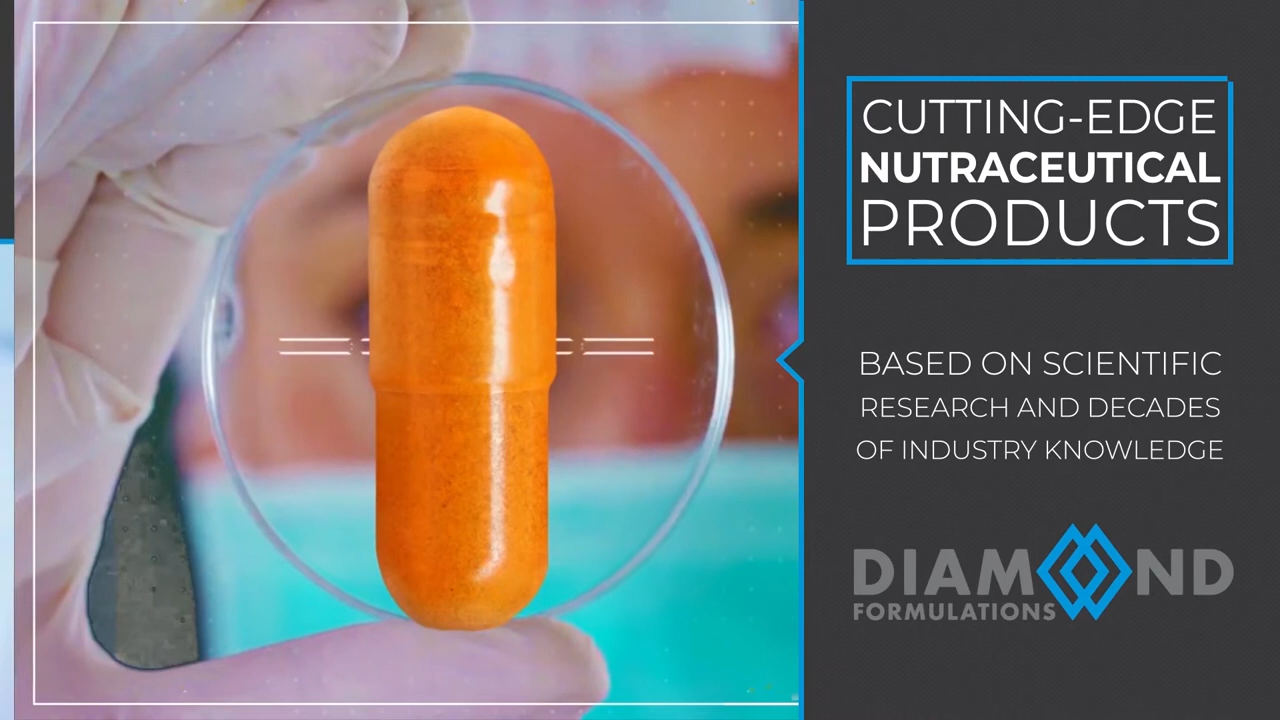 CUTTING-EDGE
NUTRACEUTICAL
PRODUCTS
BASED ON SCIENTIFIC
RESEARCH AND DECADES
OF INDUSTRY KNOWLEDGE
DIAMOND
FORMULATIONS